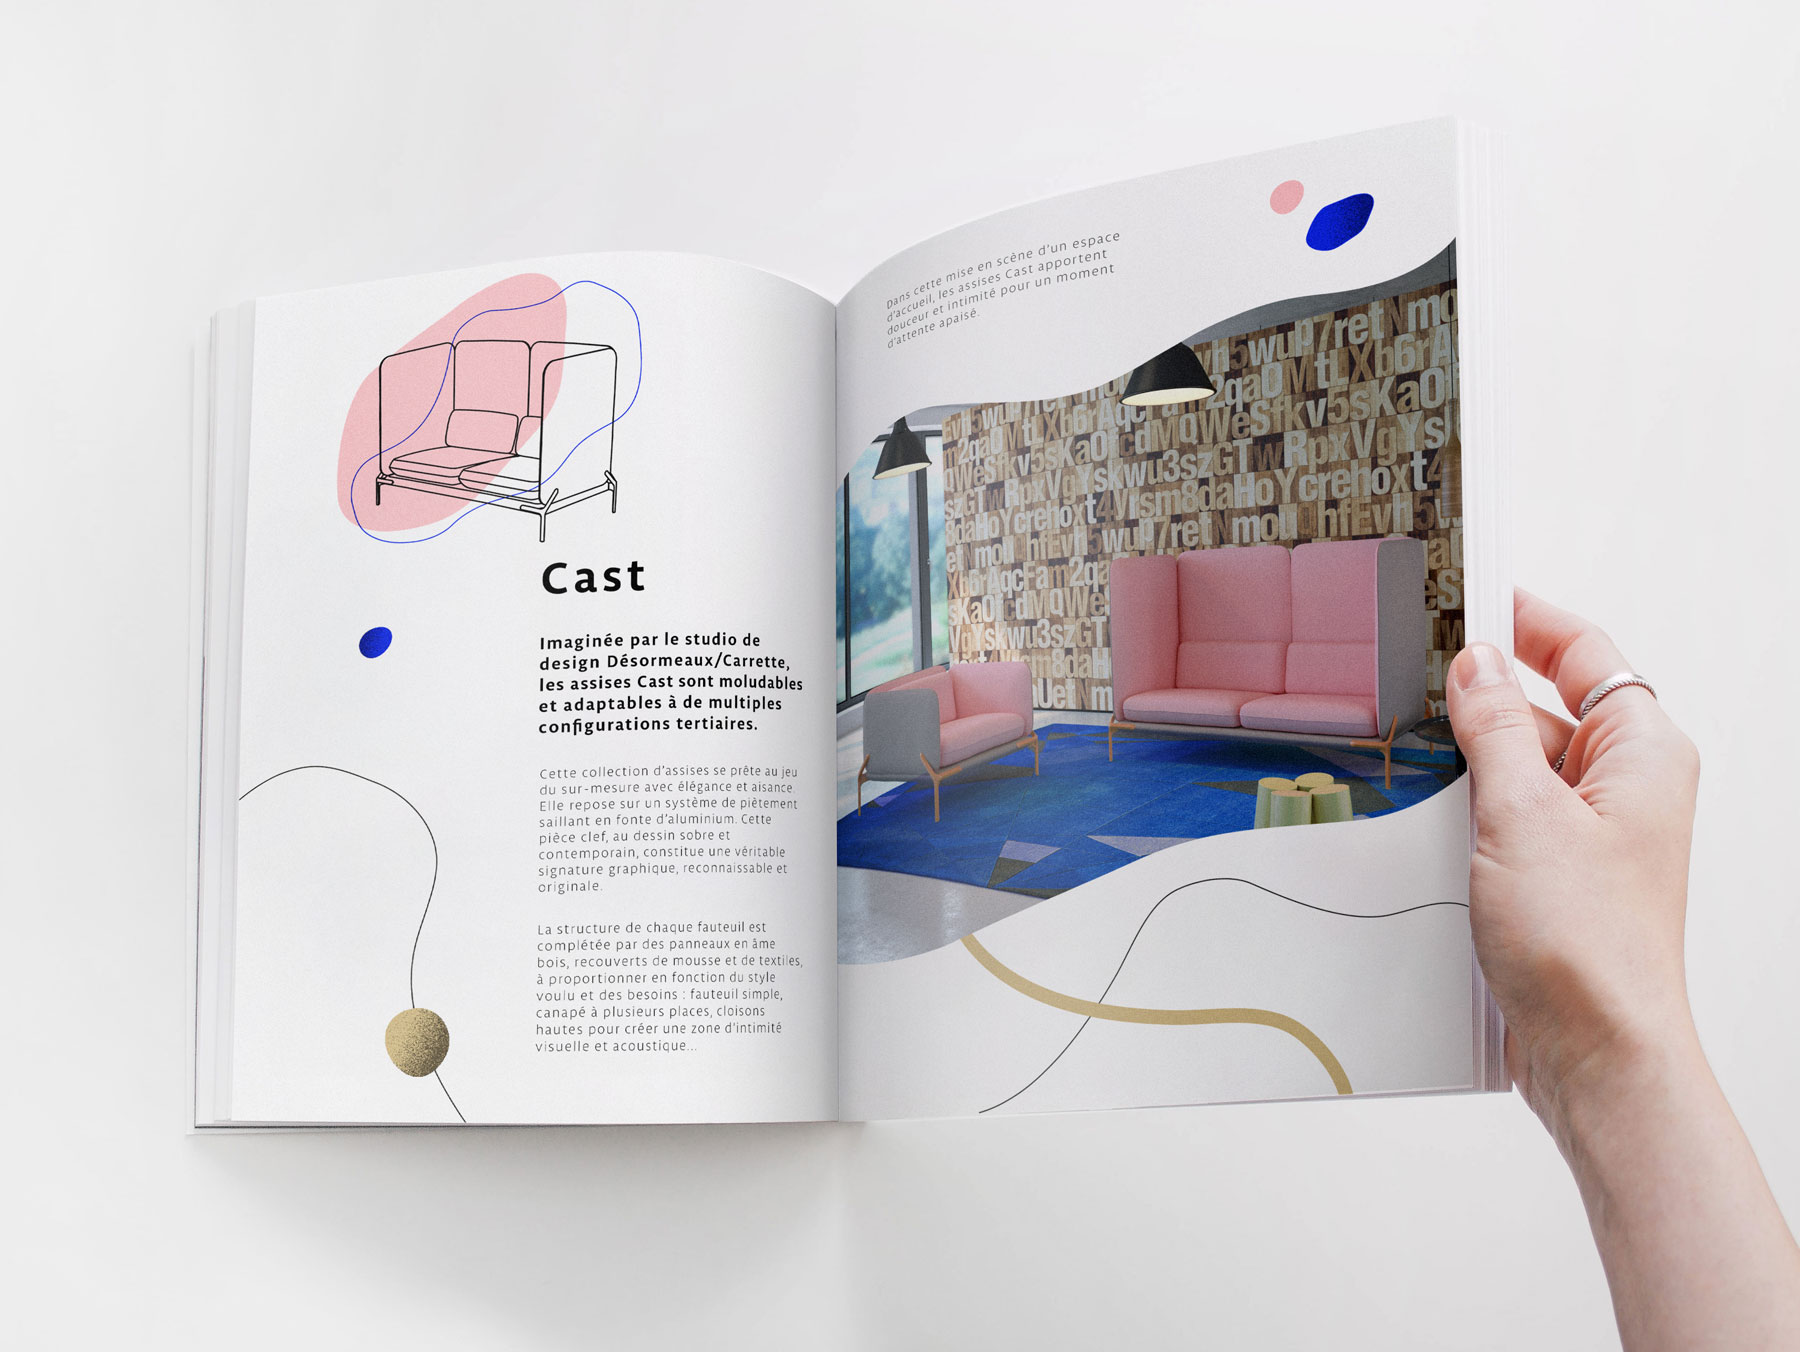 Cast
Imaginée par le studio de
design Désormeaux/Carrette,
les assises Cast sont moludables
et adaptables à de multiples
configurations tertiaires.
Cette collection d'assises se prête au jeu
du sur-mesure avec élégance et aisance.
Elle repose sur un système de piètement
saillant en fonte d'aluminium. Cette
pièce clef, au dessin sobre et
contemporain, constitue une véritable
signature graphique, reconnaissable et
originale.
La structure de chaque fauteuil est
complétée par des panneaux en âme
bois, recouverts de mousse et de textiles,
à proportionner en fonction du style
voulu et des besoins : fauteuil simple,
canapé à plusieurs places, cloisons
hautes pour créer une zone d'intimité
visuelle et acoustique...
Dans cette mise en scène d'un espace
d'accueil, les assises Cast apportent
douceur et intimité pour un moment
d'attente apaisé.